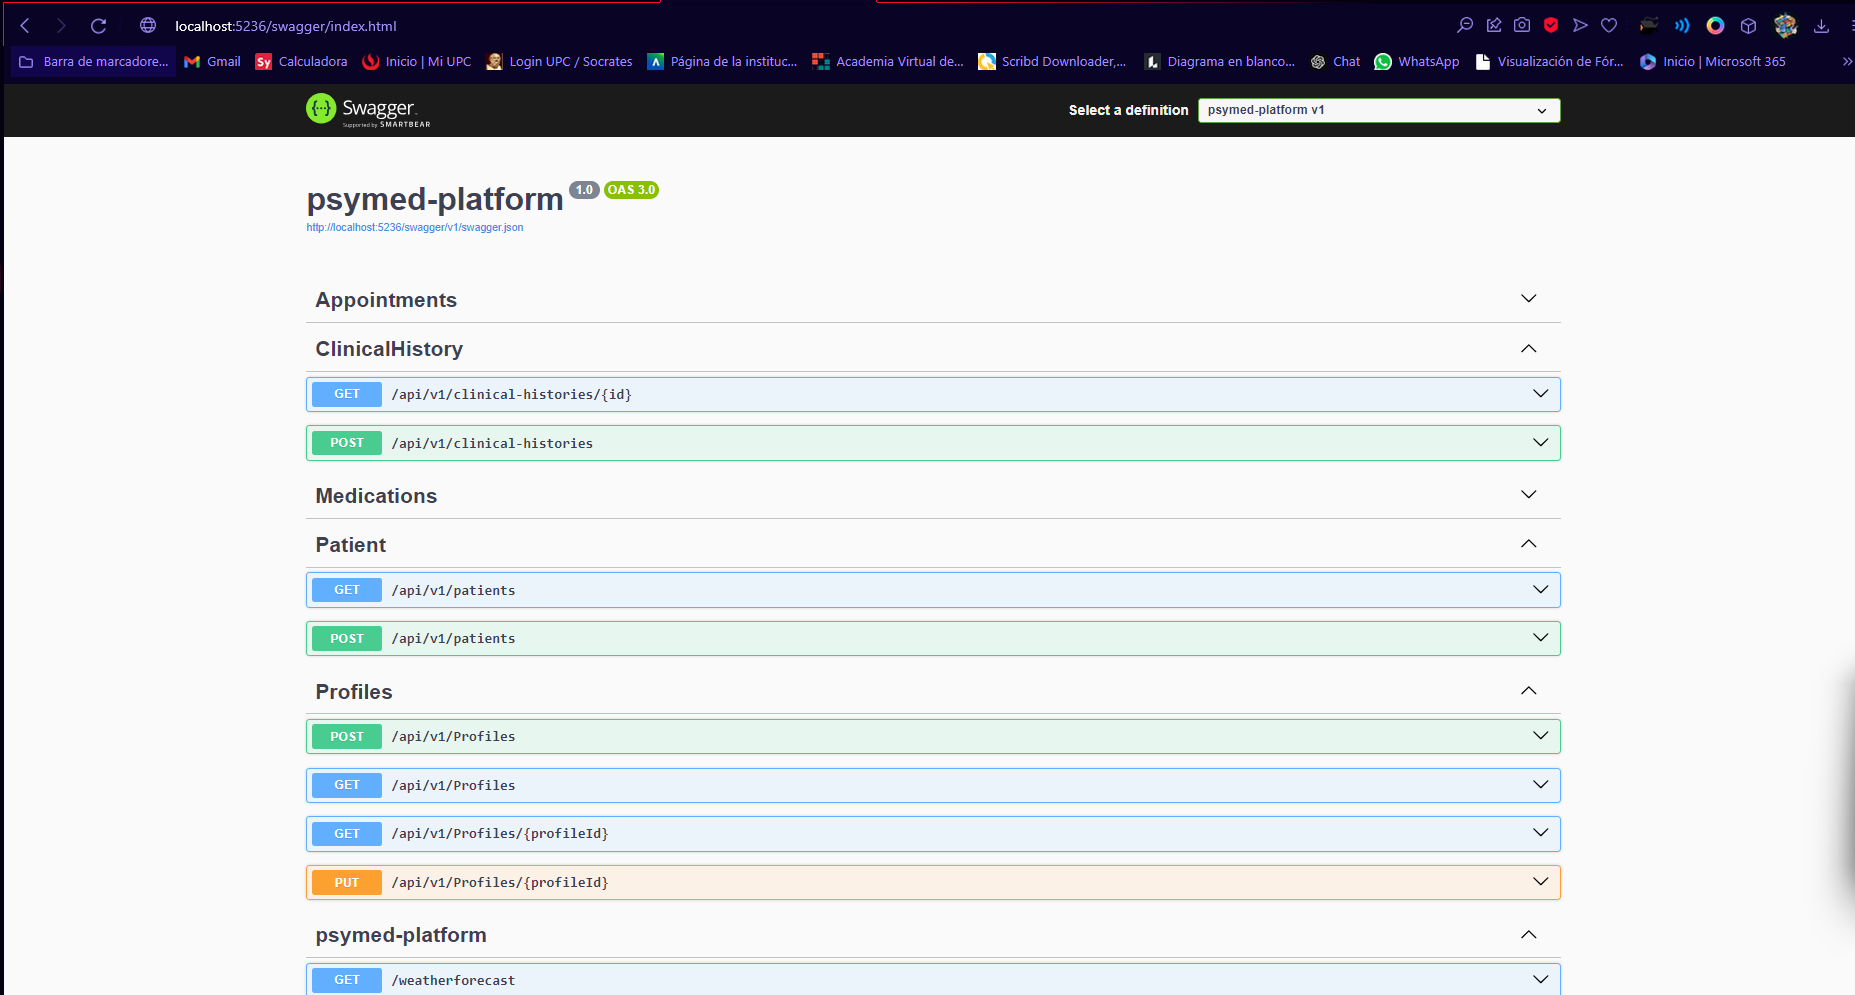 localhost:5236/swagger/index.html
Barra de marcadore... Gmail Sy Calculadora Inicio | Mi UPC Login UPC / Socrates Página de la instituc... Academia Virtual de... Scribd Downloader,... Diagrama en blanco... Chat WhatsApp Visualización de Fór... Inicio | Microsoft 365 »
Swagger
Supported by SMARTBEAR
Select a definition psymed-platform v1
psymed-platform 1.0 OAS 3.0
http://localhost:5236/swagger/v1/swagger.json
Appointments
ClinicalHistory
GET /api/v1/clinical-histories/{id}
POST /api/v1/clinical-histories
Medications
Patient
GET /api/v1/patients
POST /api/v1/patients
Profiles
POST /api/v1/Profiles
GET /api/v1/Profiles
GET /api/v1/Profiles/{profileId}
PUT /api/v1/Profiles/{profileId}
psymed-platform
GET /weatherforecast